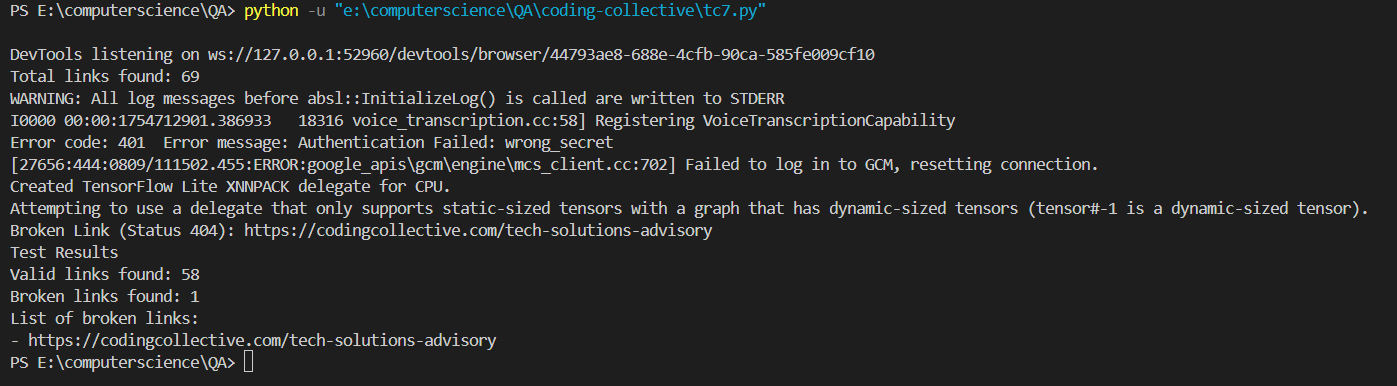 PS E:\computerscience\QA> python -u "e:\computerscience\QA\coding-collective\tc7.py"
DevTools listening on ws://127.0.0.1:52960/devtools/browser/44793ae8-688e-4cfb-90ca-585fe009cf10
Total links found: 69
WARNING: All log messages before absl::InitializeLog() is called are written to STDERR
I0000 00:00:1754712901.386933   18316 voice_transcription.cc:58] Registering VoiceTranscriptionCapability
Error code: 401  Error message: Authentication Failed: wrong_secret
[27656:444:0809/111502.455:ERROR:google_apis\gcm\engine\mcs_client.cc:702] Failed to log in to GCM, resetting connection.
Created TensorFlow Lite XNNPACK delegate for CPU.
Attempting to use a delegate that only supports static-sized tensors with a graph that has dynamic-sized tensors (tensor#-1 is a dynamic-sized tensor).
Broken Link (Status 404): https://codingcollective.com/tech-solutions-advisory
Test Results
Valid links found: 58
Broken links found: 1
List of broken links:
- https://codingcollective.com/tech-solutions-advisory
PS E:\computerscience\QA>